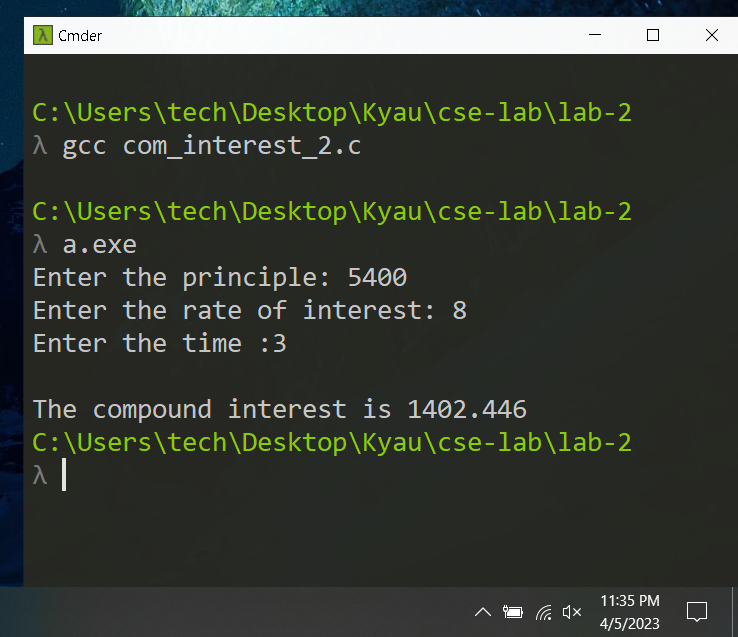 λ Cmder
C:\Users\tech\Desktop\Kyau\cse-lab\lab-2
λ gcc com_interest_2.c
C:\Users\tech\Desktop\Kyau\cse-lab\lab-2
λ a.exe
Enter the principle: 5400
Enter the rate of interest: 8
Enter the time :3
The compound interest is 1402.446
C:\Users\tech\Desktop\Kyau\cse-lab\lab-2
λ
11:35 PM
4/5/2023